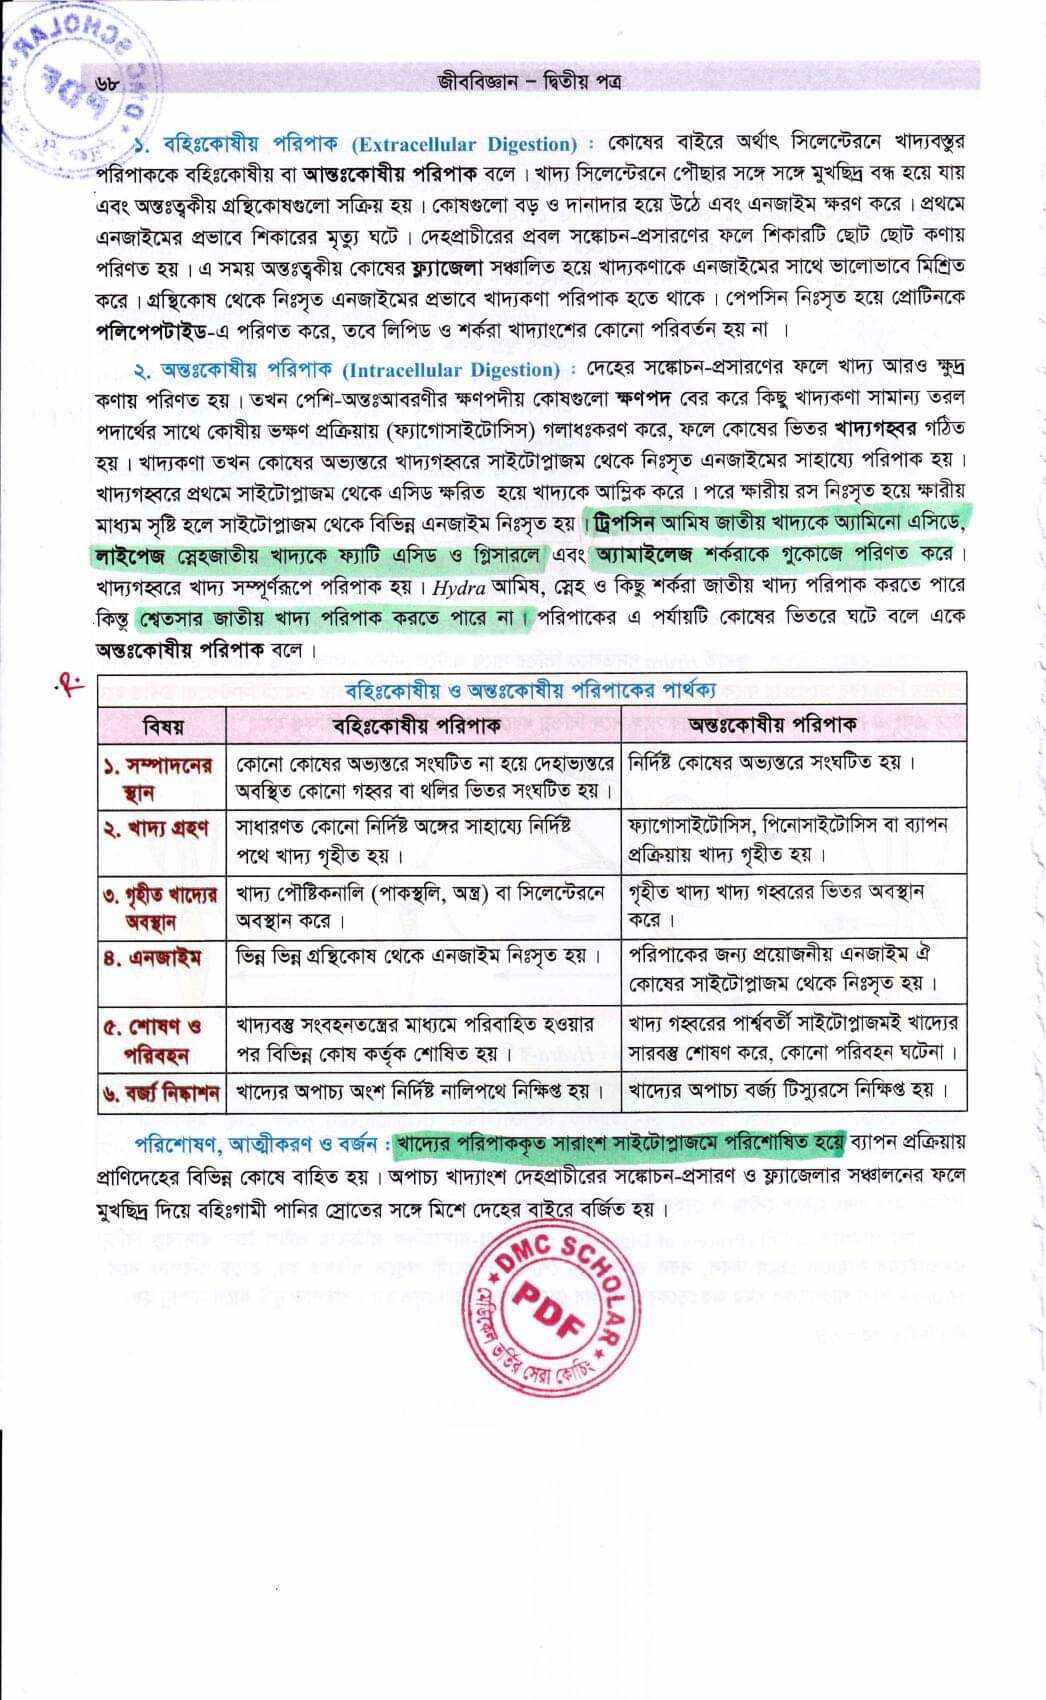 ৬৮
জীববিজ্ঞান – দ্বিতীয় পত্র
১. বহিঃকোষীয় পরিপাক (Extracellular Digestion) : কোষের বাইরে অর্থাৎ সিলেন্টেরনে খাদ্যবস্তুর
পরিপাককে বহিঃকোষীয় বা আন্তঃকোষীয় পরিপাক বলে। খাদ্য সিলেন্টেরনে পৌছার সঙ্গে সঙ্গে মুখছিদ্র বন্ধ হয়ে যায়
এবং অন্তঃত্বকীয় গ্রন্থিকোষগুলো সক্রিয় হয়। কোষগুলো বড় ও দানাদার হয়ে উঠে এবং এনজাইম ক্ষরণ করে। প্রথমে
এনজাইমের প্রভাবে শিকারের মৃত্যু ঘটে। দেহপ্রাচীরের প্রবল সঙ্কোচন-প্রসারণের ফলে শিকারটি ছোট ছোট কণায়
পরিণত হয়। এ সময় অন্তঃত্বকীয় কোষের ফ্ল্যাজেলা সঞ্চালিত হয়ে খাদ্যকণাকে এনজাইমের সাথে ভালোভাবে মিশ্রিত
করে। গ্রন্থিকোষ থেকে নিঃসৃত এনজাইমের প্রভাবে খাদ্যকণা পরিপাক হতে থাকে। পেপসিন নিঃসৃত হয়ে প্রোটিনকে
পলিপেপটাইড-এ পরিণত করে, তবে লিপিড ও শর্করা খাদ্যাংশের কোনো পরিবর্তন হয় না ।
২. অন্তঃকোষীয় পরিপাক (Intracellular Digestion) : দেহের সঙ্কোচন-প্রসারণের ফলে খাদ্য আরও ক্ষুদ্র
কণায় পরিণত হয়। তখন পেশি-অন্তঃআবরণীর ক্ষণপদীয় কোষগুলো ক্ষণপদ বের করে কিছু খাদ্যকণা সামান্য তরল
পদার্থের সাথে কোষীয় ভক্ষণ প্রক্রিয়ায় (ফ্যাগোসাইটোসিস) গলাধঃকরণ করে, ফলে কোষের ভিতর খাদ্যগহ্বর গঠিত
হয়। খাদ্যকণা তখন কোষের অভ্যন্তরে খাদ্যগহ্বরে সাইটোপ্লাজম থেকে নিঃসৃত এনজাইমের সাহায্যে পরিপাক হয়।
খাদ্যগহ্বরে প্রথমে সাইটোপ্লাজম থেকে এসিড ক্ষরিত হয়ে খাদ্যকে আম্লিক করে। পরে ক্ষারীয় রস নিঃসৃত হয়ে ক্ষারীয়
মাধ্যম সৃষ্টি হলে সাইটোপ্লাজম থেকে বিভিন্ন এনজাইম নিঃসৃত হয়। ট্রিপসিন আমিষ জাতীয় খাদ্যকে অ্যামিনো এসিডে,
লাইপেজ স্নেহজাতীয় খাদ্যকে ফ্যাটি এসিড ও গ্লিসারলে এবং অ্যামাইলেজ শর্করাকে গ্লুকোজে পরিণত করে।
খাদ্যগহ্বরে খাদ্য সম্পূর্ণরূপে পরিপাক হয়। Hydra আমিষ, স্নেহ ও কিছু শর্করা জাতীয় খাদ্য পরিপাক করতে পারে
কিন্তু শ্বেতসার জাতীয় খাদ্য পরিপাক করতে পারে না। পরিপাকের এ পর্যায়টি কোষের ভিতরে ঘটে বলে একে
অন্তঃকোষীয় পরিপাক বলে।
বহিঃকোষীয় ও অন্তঃকোষীয় পরিপাকের পার্থক্য
বিষয় বহিঃকোষীয় পরিপাক অন্তঃকোষীয় পরিপাক
১. সম্পাদনের কোনো কোষের অভ্যন্তরে সংঘটিত না হয়ে দেহাভ্যন্তরে নির্দিষ্ট কোষের অভ্যন্তরে সংঘটিত হয়।
স্থান অবস্থিত কোনো গহ্বর বা থলির ভিতর সংঘটিত হয়।
২. খাদ্য গ্রহণ সাধারণত কোনো নির্দিষ্ট অঙ্গের সাহায্যে নির্দিষ্ট ফ্যাগোসাইটোসিস, পিনোসাইটোসিস বা ব্যাপন
পথে খাদ্য গৃহীত হয়। প্রক্রিয়ায় খাদ্য গৃহীত হয়।
৩. গৃহীত খাদ্যের খাদ্য পৌষ্টিকনালি (পাকস্থলি, অন্ত্র) বা সিলেন্টেরনে গৃহীত খাদ্য খাদ্য গহ্বরের ভিতর অবস্থান
অবস্থান অবস্থান করে। করে।
৪. এনজাইম ভিন্ন ভিন্ন গ্রন্থিকোষ থেকে এনজাইম নিঃসৃত হয়। পরিপাকের জন্য প্রয়োজনীয় এনজাইম ঐ
কোষের সাইটোপ্লাজম থেকে নিঃসৃত হয়।
৫. শোষণ ও খাদ্যবস্তু সংবহনতন্ত্রের মাধ্যমে পরিবাহিত হওয়ার খাদ্য গহ্বরের পার্শ্ববর্তী সাইটোপ্লাজমই খাদ্যের
পরিবহন পর বিভিন্ন কোষ কর্তৃক শোষিত হয়। সারবস্তু শোষণ করে, কোনো পরিবহন ঘটেনা।
৬. বর্জ্য নিষ্কাশন খাদ্যের অপাচ্য অংশ নির্দিষ্ট নালিপথে নিক্ষিপ্ত হয়। খাদ্যের অপাচ্য বর্জ্য টিস্যুরসে নিক্ষিপ্ত হয়।
পরিশোষণ, আত্মীকরণ ও বর্জন : খাদ্যের পরিপাককৃত সারাংশ সাইটোপ্লাজমে পরিশোষিত হয়ে ব্যাপন প্রক্রিয়ায়
প্রাণিদেহের বিভিন্ন কোষে বাহিত হয়। অপাচ্য খাদ্যাংশ দেহপ্রাচীরের সঙ্কোচন-প্রসারণ ও ফ্ল্যাজেলার সঞ্চালনের ফলে
মুখছিদ্র দিয়ে বহিঃগামী পানির স্রোতের সঙ্গে মিশে দেহের বাইরে বর্জিত হয়।
DMC SCHOLAR
PDF
মেডিকেল ভর্তির সেরা কোচিং